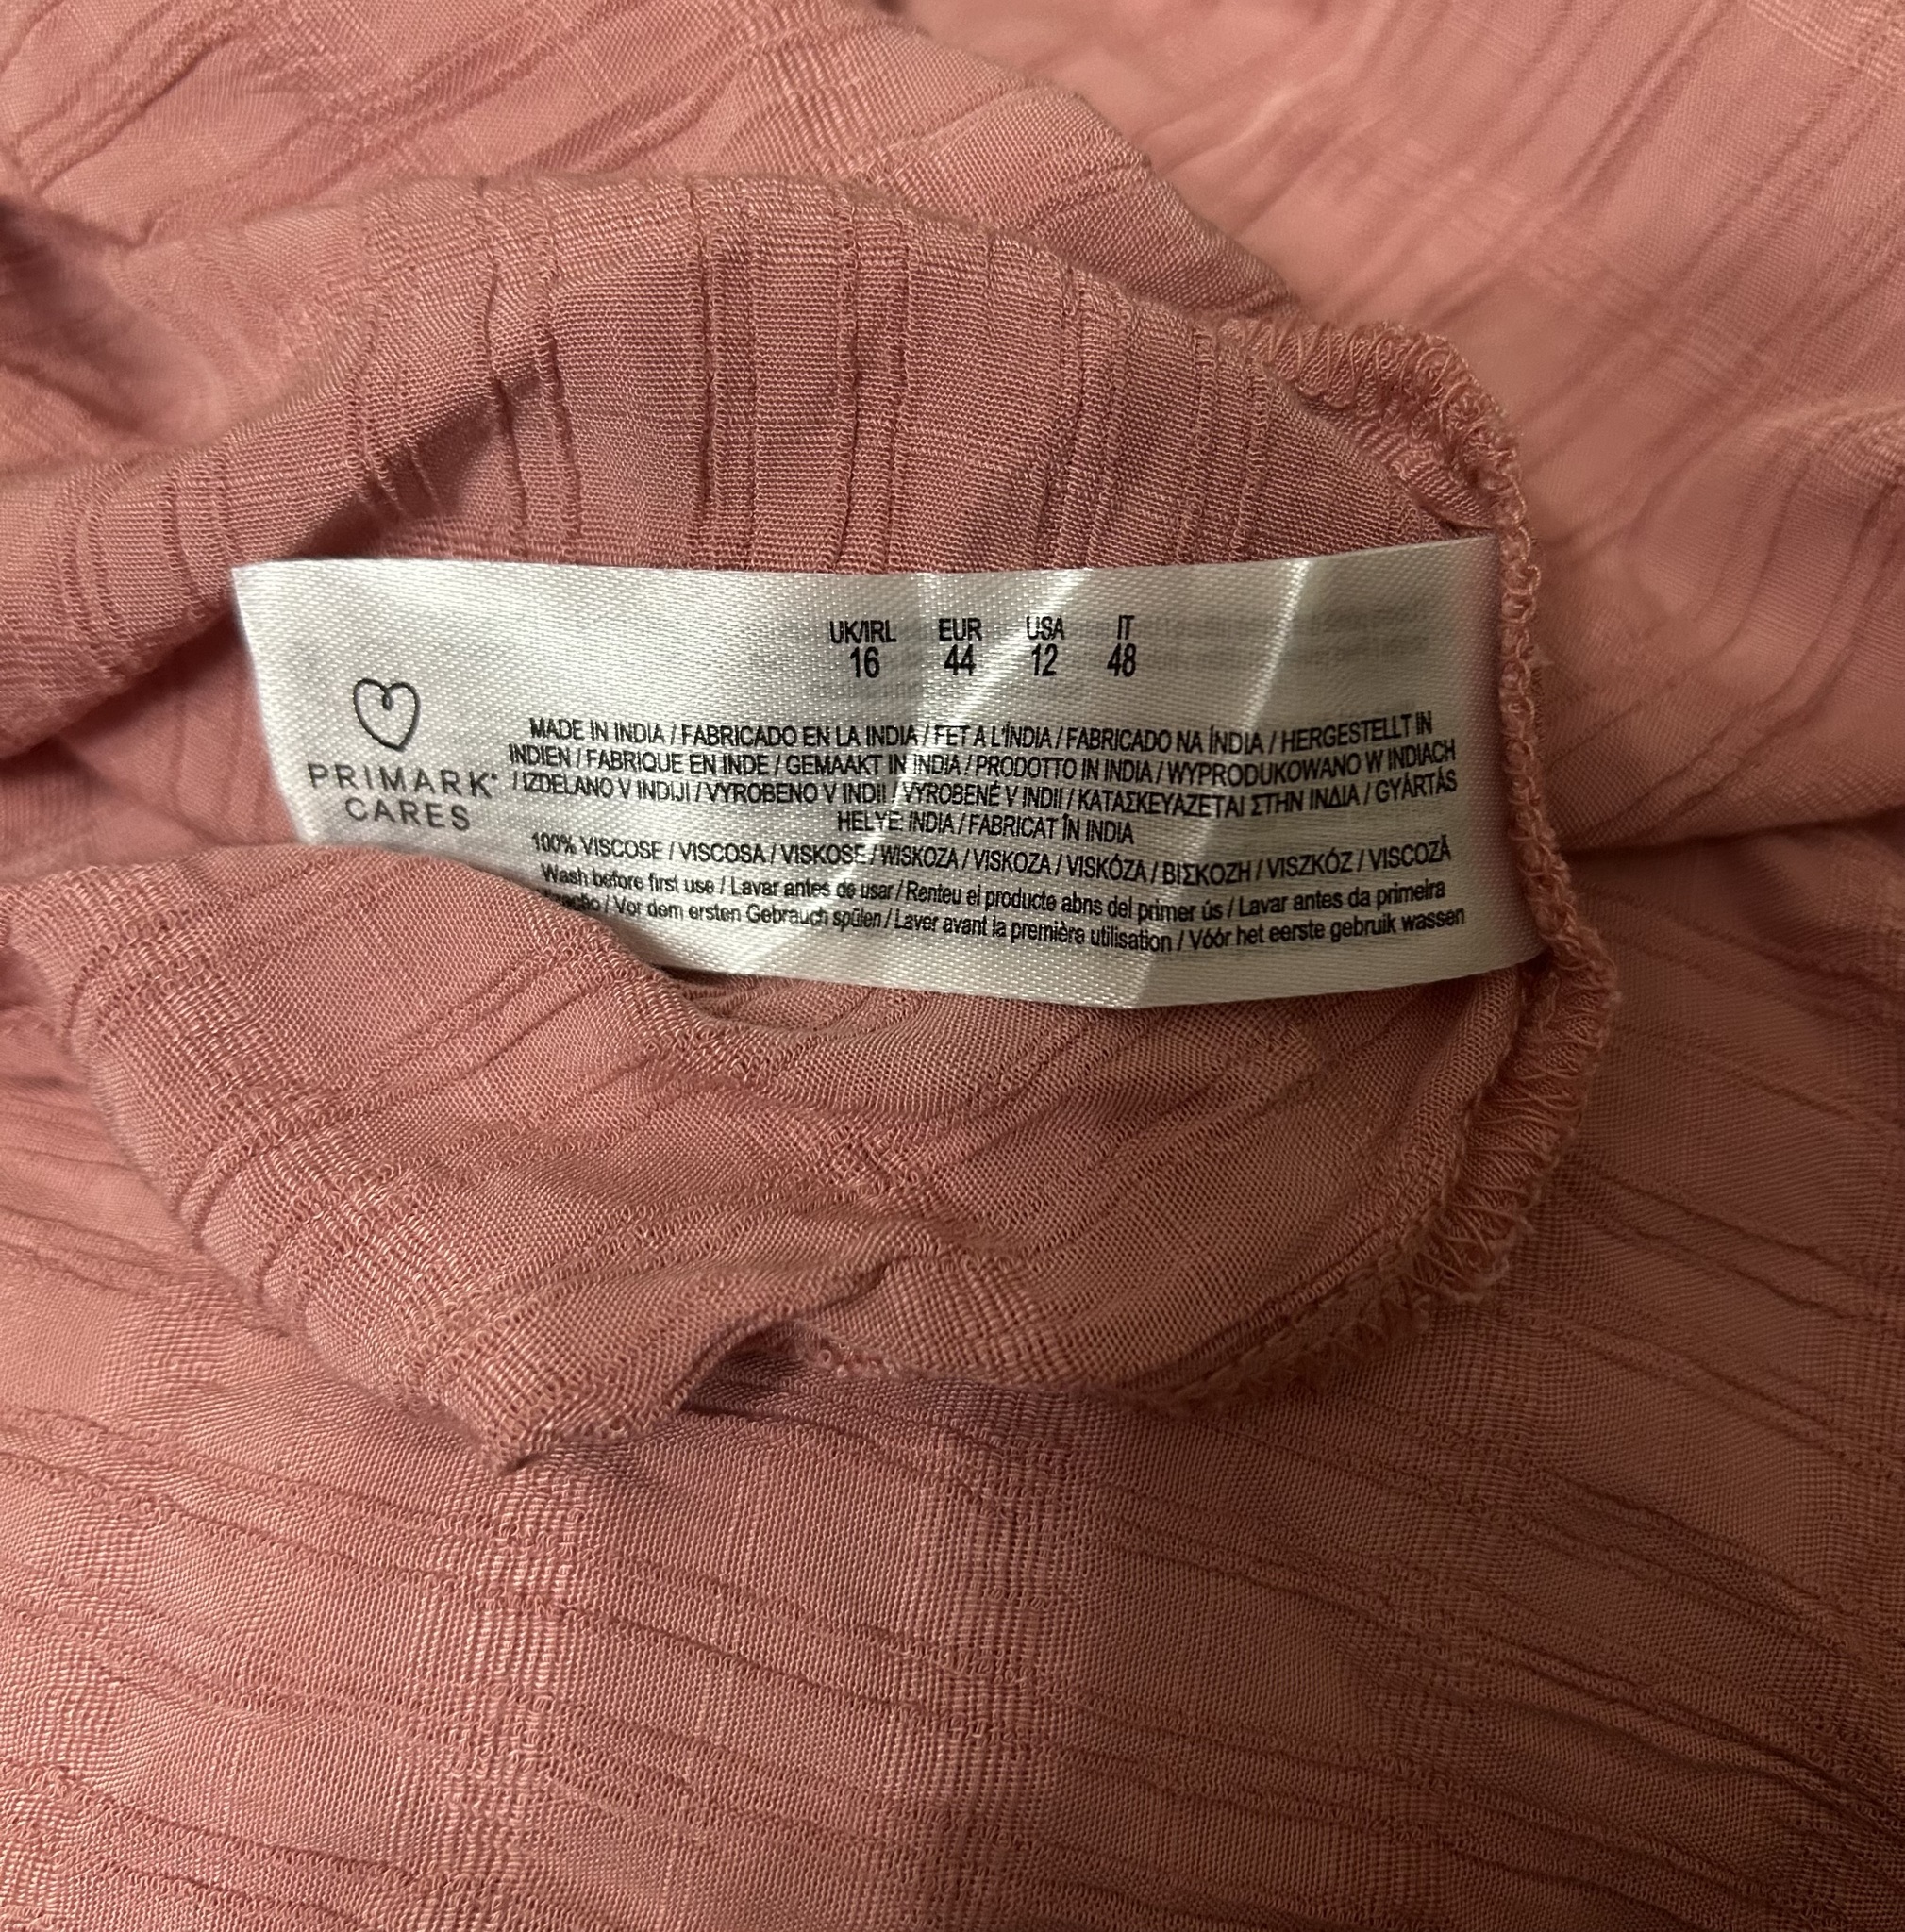 UK/IRL EUR USA IT
16 44 12 48
PRIMARK
CARES
MADE IN INDIA / FABRICADO EN LA INDIA / FET A L'ÍNDIA / FABRICADO NA ÍNDIA / HERGESTELLT IN
INDIEN / FABRIQUE EN INDE / GEMAAKT IN INDIA / PRODOTTO IN INDIA / WYPRODUKOWANO W INDIACH
/ IZDELANO V INDIJI / VYROBENO V INDII / VYROBENÉ V INDII / ΚΑΤΑΣΚΕΥΑΖΕΤΑΙ ΣΤΗΝ ΙΝΔΙΑ / GYÁRTÁS
HELYE: INDIA / FABRICAT ÎN INDIA
100% VISCOSE / VISCOSA / VISKOSE / WISKOZA / VISKOZA / VISKÓZA / ΒΙΣΚΟΖΗ / VISZKÓZ / VISCOZĂ
Wash before first use / Lavar antes de usar / Renteu el producte abns del primer ús / Lavar antes da primeira
/ Vor dem ersten Gebrauch spülen / Laver avant la première utilisation / Vóór het eerste gebruik wassen